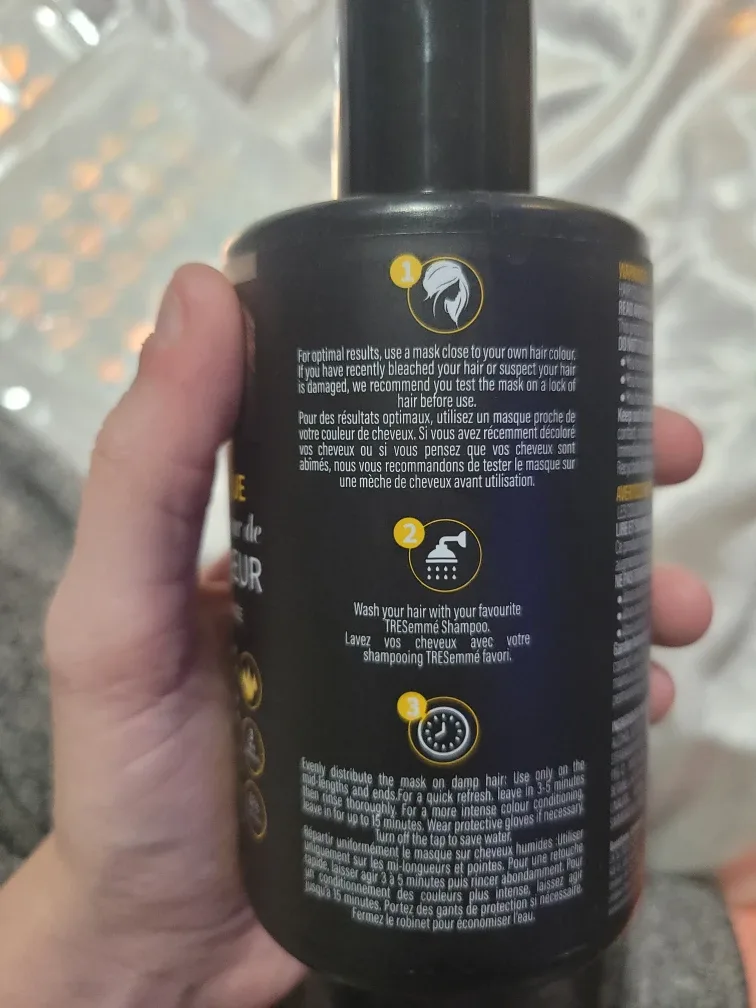 1
For optimal results, use a mask close to your own hair colour.
If you have recently bleached your hair or suspect your hair
is damaged, we recommend you test the mask on a lock of
hair before use.
Pour des résultats optimaux, utilisez un masque proche de
votre couleur de cheveux. Si vous avez récemment décoloré
vos cheveux ou si vous pensez que vos cheveux sont
abîmés, nous vous recommandons de tester le masque sur
une mèche de cheveux avant utilisation.
2
Wash your hair with your favourite
TRESemmé Shampoo.
Lavez vos cheveux avec votre
shampooing TRESemmé favori.
3
Evenly distribute the mask on damp hair: Use only on the
mid-lengths and ends.For a quick refresh, leave in 3-5 minutes
then rinse thoroughly. For a more intense colour conditioning,
leave in for up to 15 minutes. Wear protective gloves if necessary.
Turn off the tap to save water.
Répartir uniformément le masque sur cheveux humides :Utiliser
uniquement sur les mi-longueurs et pointes. Pour une retouche
rapide, laisser agir 3 à 5 minutes puis rincer abondamment. Pour
un conditionnement des couleurs plus intense, laissez agir
jusqu'à 15 minutes. Portez des gants de protection si nécessaire.
Fermez le robinet pour économiser l'eau.